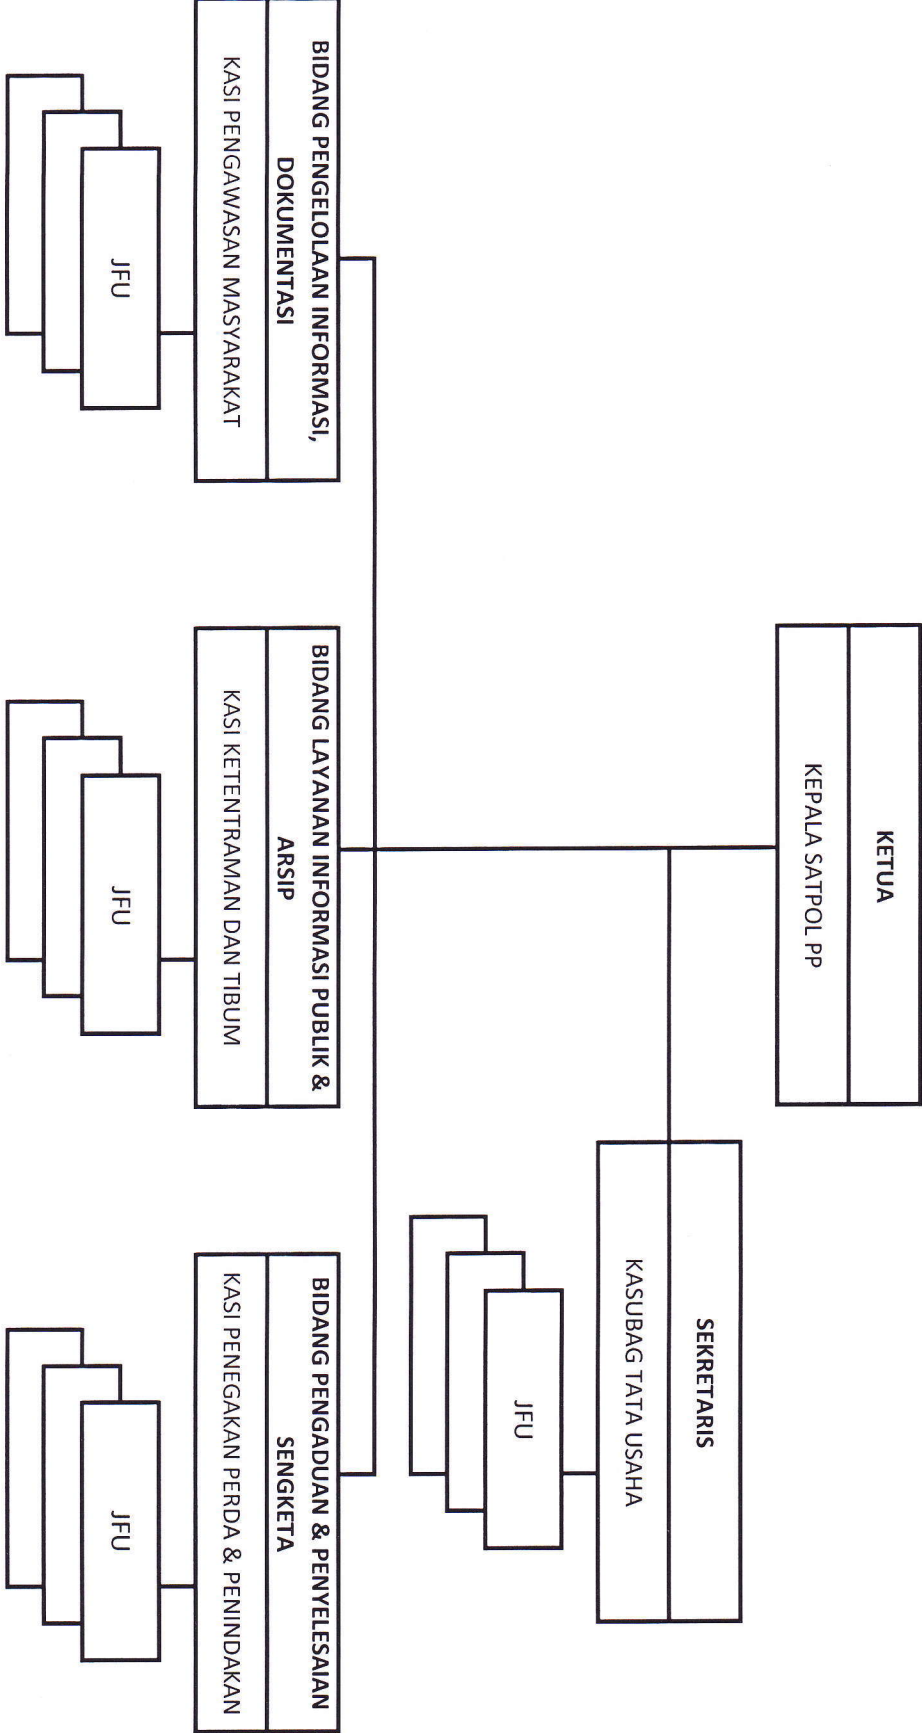 KETUA
KEPALA SATPOL PP
SEKRETARIS
KASUBAG TATA USAHA
JFU
BIDANG PENGELOLAAN INFORMASI,
DOKUMENTASI
KASI PENGAWASAN MASYARAKAT
JFU
BIDANG LAYANAN INFORMASI PUBLIK &
ARSIP
KASI KETENTRAMAN DAN TIBUM
JFU
BIDANG PENGADUAN & PENYELESAIAN
SENGKETA
KASI PENEGAKAN PERDA & PENINDAKAN
JFU